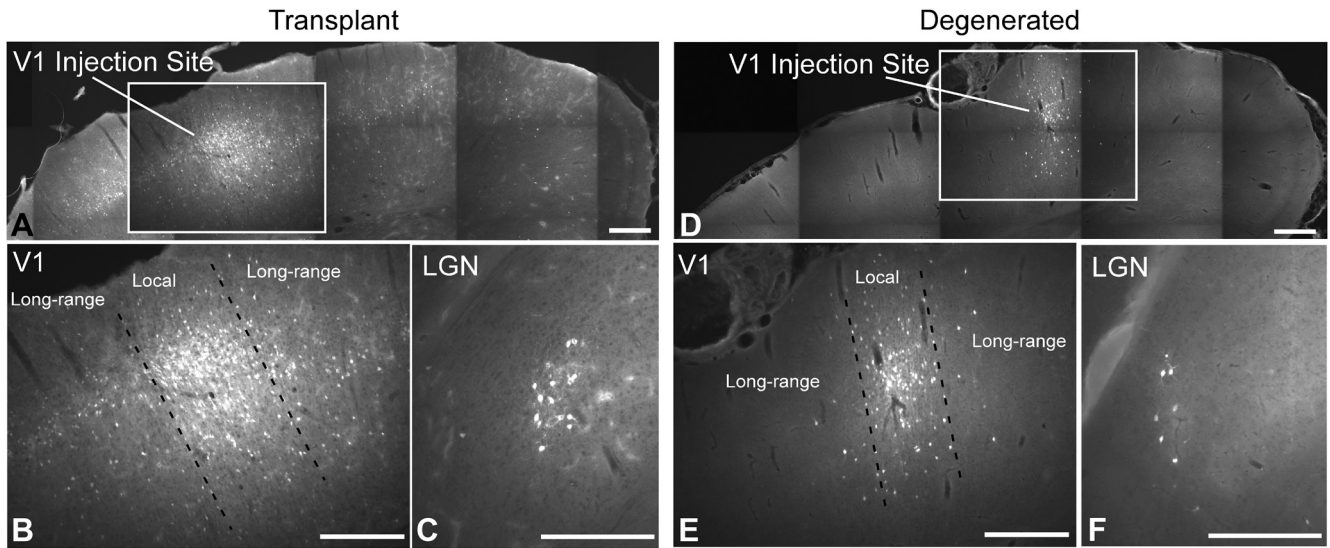 Transplant
Degenerated
V1 Injection Site
A
V1 Injection Site
D
V1
Long-range
Local
Long-range
B
LGN
C
V1
Local
Long-range
Long-range
E
LGN
F